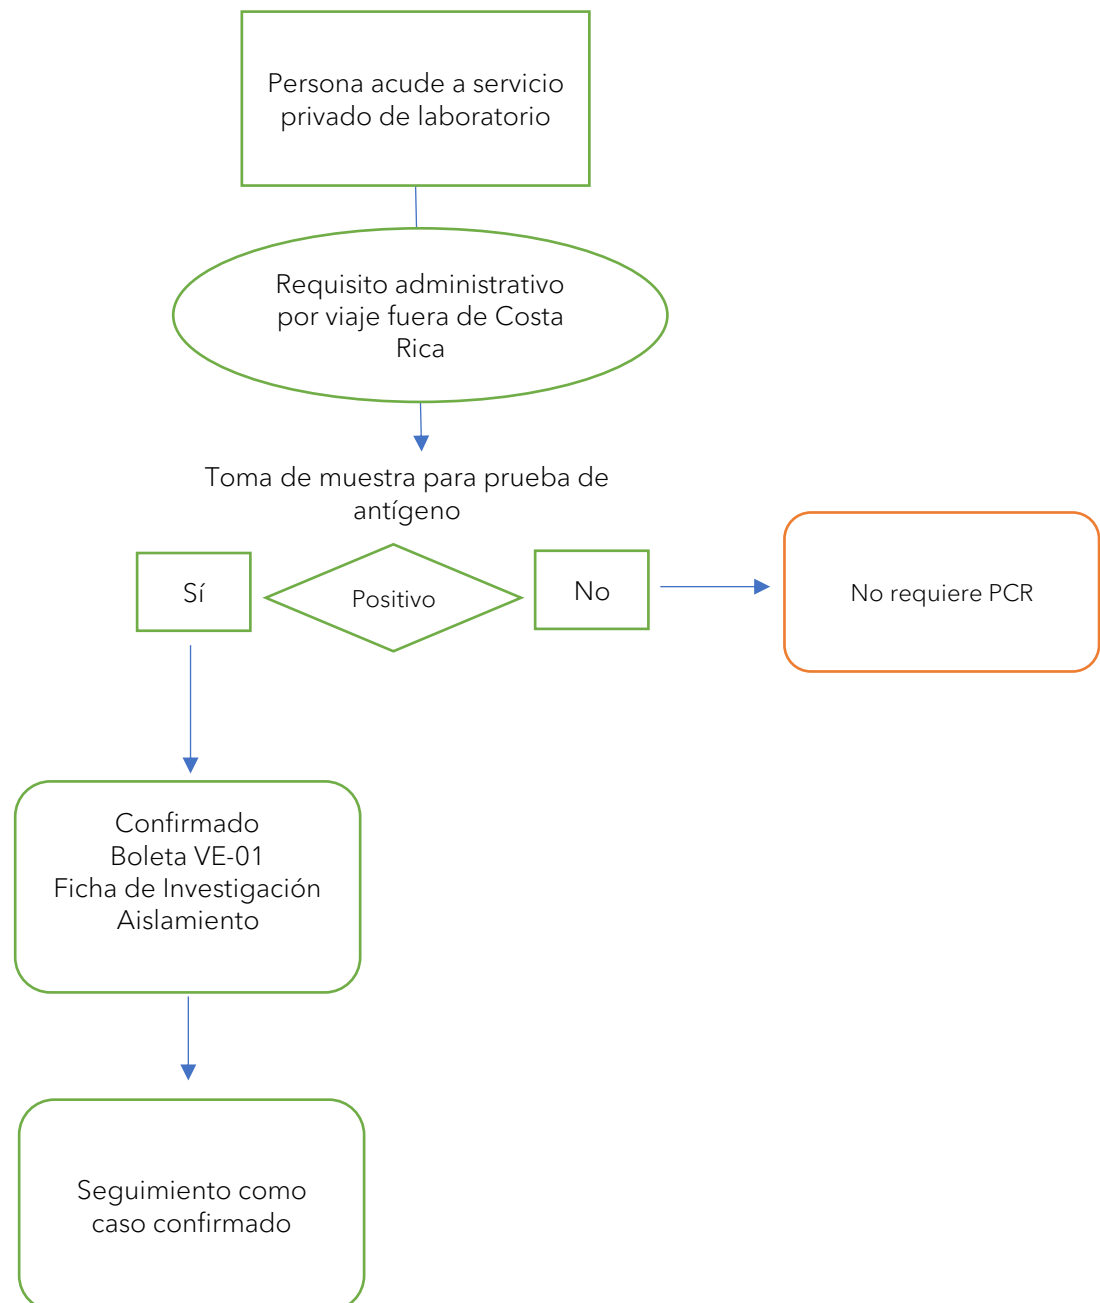 Persona acude a servicio
privado de laboratorio
Requisito administrativo
por viaje fuera de Costa
Rica
Toma de muestra para prueba de
antígeno
Sí
Positivo
No
No requiere PCR
Confirmado
Boleta VE-01
Ficha de Investigación
Aislamiento
Seguimiento como
caso confirmado